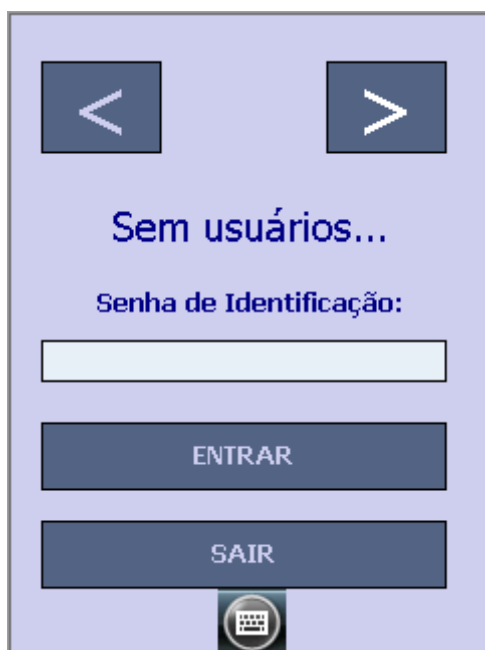 < >
Sem usuários...
Senha de Identificação:
ENTRAR
SAIR